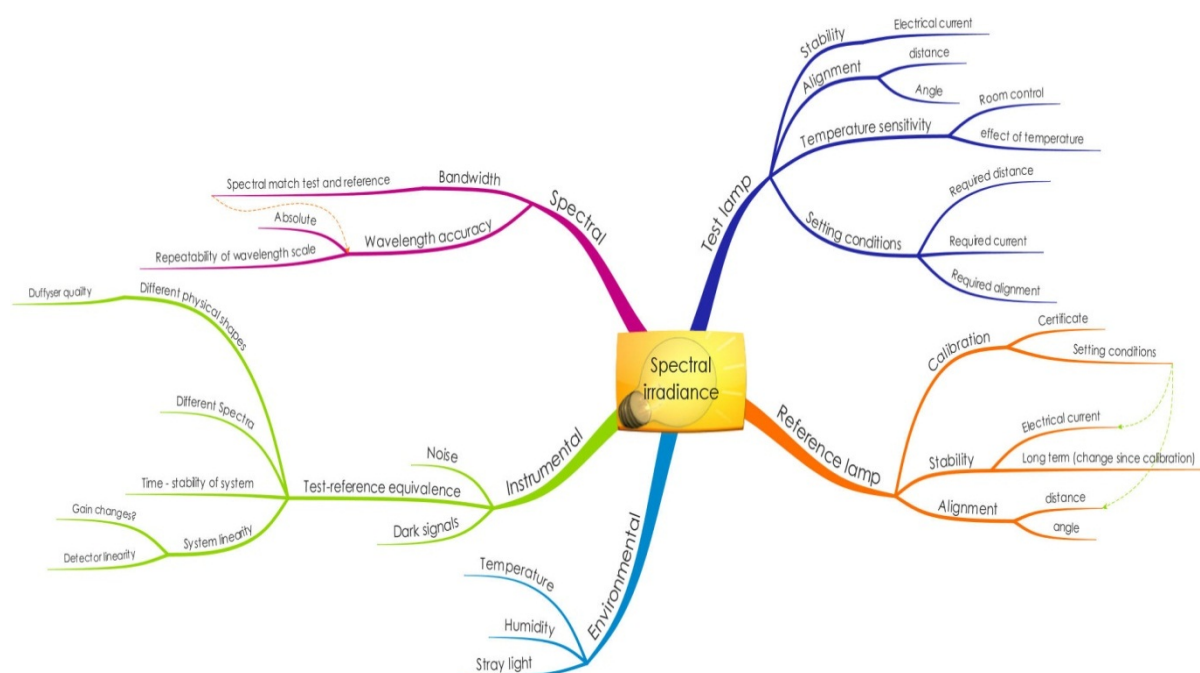 Spectral
irradiance
Test lamp
Stability
Electrical current
Alignment
distance
Angle
Temperature sensitivity
Room control
effect of temperature
Setting conditions
Required distance
Required current
Required alignment
Reference lamp
Calibration
Certificate
Setting conditions
Stability
Electrical current
Long term (change since calibration)
Alignment
distance
angle
Environmental
Temperature
Humidity
Stray light
Instrumental
Noise
Test-reference equivalence
Different physical shapes
Duffyser quailty
Different Spectra
Time - stability of system
System linearity
Gain changes?
Detector linearity
Dark signals
Spectral
Bandwidth
Spectral match test and reference
Wavelength accuracy
Absolute
Repeatability of wavelength scale